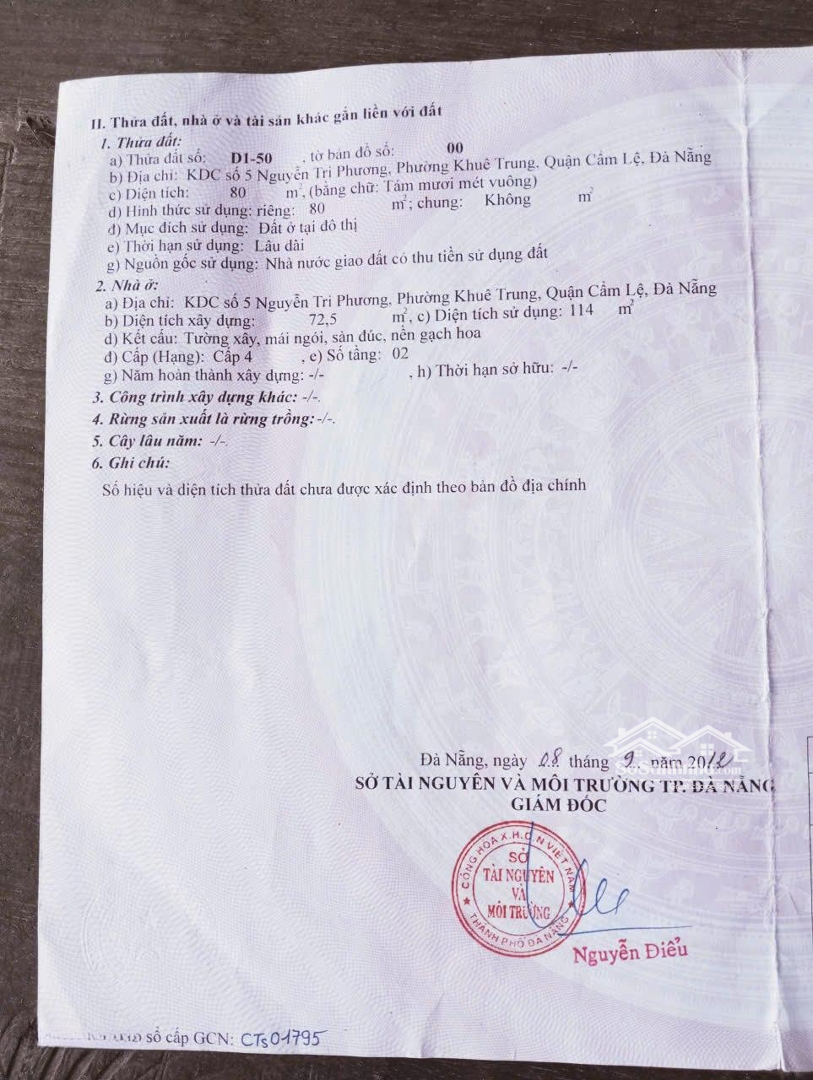 II. Thửa đất, nhà ở và tài sản khác gắn liền với đất
1. Thửa đất:
a) Thửa đất số: D1-50 , tờ bản đồ số: 00
b) Địa chỉ: KDC số 5 Nguyễn Tri Phương, Phường Khuê Trung, Quận Cẩm Lệ, Đà Nẵng
c) Diện tích: 80 m², (bằng chữ: Tám mươi mét vuông)
d) Hình thức sử dụng: riêng: 80 m²; chung: Không m²
đ) Mục đích sử dụng: Đất ở tại đô thị
e) Thời hạn sử dụng: Lâu dài
g) Nguồn gốc sử dụng: Nhà nước giao đất có thu tiền sử dụng đất
2. Nhà ở:
a) Địa chỉ: KDC số 5 Nguyễn Tri Phương, Phường Khuê Trung, Quận Cẩm Lệ, Đà Nẵng
b) Diện tích xây dựng: 72,5 m², c) Diện tích sử dụng: 114 m²
d) Kết cấu: Tường xây, mái ngói, sàn đúc, nền gạch hoa
đ) Cấp (Hạng): Cấp 4 , e) Số tầng: 02
g) Năm hoàn thành xây dựng: -/- , h) Thời hạn sở hữu: -/-
3. Công trình xây dựng khác: -/-.
4. Rừng sản xuất là rừng trồng: -/-.
5. Cây lâu năm: -/-.
6. Ghi chú:
Số hiệu và diện tích thửa đất chưa được xác định theo bản đồ địa chính
Đà Nẵng, ngày 08 tháng 9 năm 2012
SỞ TÀI NGUYÊN VÀ MÔI TRƯỜNG TP. ĐÀ NẴNG
GIÁM ĐỐC
CỘNG HÒA X.H.C.N VIỆT NAM
SỞ
TÀI NGUYÊN
VÀ
MÔI TRƯỜNG
THÀNH PHỐ ĐÀ NẴNG
Nguyễn Điểu
sổ cấp GCN: CTs01795